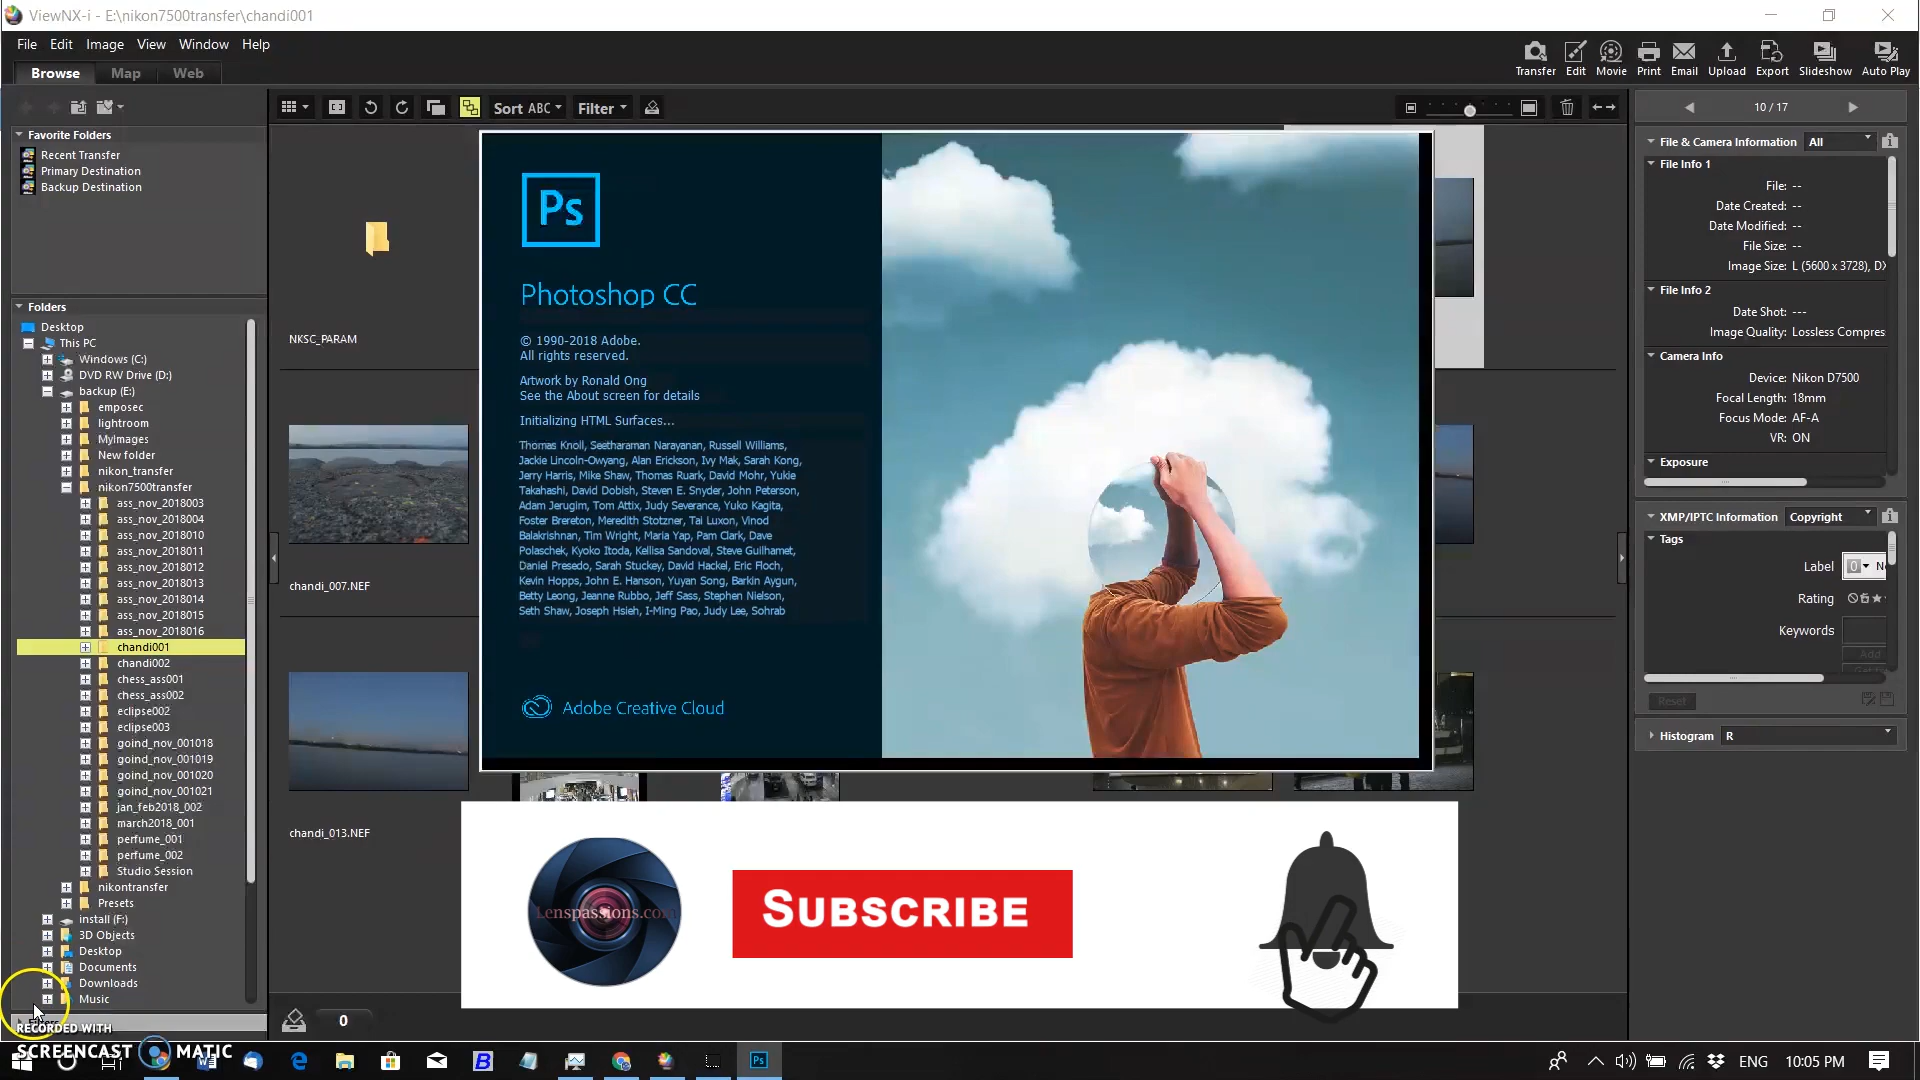 ViewNX-i - E:\nikon7500transfer\chandi001
File Edit Image View Window Help
Browse Map Web
Transfer Edit Movie Print Email Upload Export Slideshow Auto Play
Sort ABC Filter
10 / 17
Favorite Folders
Recent Transfer
Primary Destination
Backup Destination
Folders
Desktop
This PC
Windows (C:)
DVD RW Drive (D:)
backup (E:)
emposec
lightroom
MyImages
New folder
nikon_transfer
nikon7500transfer
ass_nov_2018003
ass_nov_2018004
ass_nov_2018010
ass_nov_2018011
ass_nov_2018012
ass_nov_2018013
ass_nov_2018014
ass_nov_2018015
ass_nov_2018016
chandi001
chandi002
chess_ass001
chess_ass002
eclipse002
eclipse003
goind_nov_001018
goind_nov_001019
goind_nov_001020
goind_nov_001021
jan_feb2018_002
march2018_001
perfume_001
perfume_002
Studio Session
nikontransfer
Presets
install (F:)
3D Objects
Desktop
Documents
Downloads
Music
NKSC_PARAM
chandi_007.NEF
chandi_013.NEF
Ps
Photoshop CC
© 1990-2018 Adobe.
All rights reserved.
Artwork by Ronald Ong
See the About screen for details
Initializing HTML Surfaces...
Thomas Knoll, Seetharaman Narayanan, Russell Williams,
Jackie Lincoln-Owyang, Alan Erickson, Ivy Mak, Sarah Kong,
Jerry Harris, Mike Shaw, Thomas Ruark, David Mohr, Yukie
Takahashi, David Dobish, Steven E. Snyder, John Peterson,
Adam Jerugim, Tom Attix, Judy Severance, Yuko Kagita,
Foster Brereton, Meredith Stotzner, Tai Luxon, Vinod
Balakrishnan, Tim Wright, Maria Yap, Pam Clark, Dave
Polaschek, Kyoko Itoda, Kellisa Sandoval, Steve Guilhamet,
Daniel Presedo, Sarah Stuckey, David Hackel, Eric Floch,
Kevin Hopps, John E. Hanson, Yuyan Song, Barkin Aygun,
Betty Leong, Jeanne Rubbo, Jeff Sass, Stephen Nielson,
Seth Shaw, Joseph Hsieh, I-Ming Pao, Judy Lee, Sohrab
Adobe Creative Cloud
File & Camera Information All
File Info 1
File: --
Date Created: --
Date Modified: --
File Size: --
Image Size: L (5600 x 3728), DX
File Info 2
Date Shot: ---
Image Quality: Lossless Compres
Camera Info
Device: Nikon D7500
Focal Length: 18mm
Focus Mode: AF-A
VR: ON
Exposure
XMP/IPTC Information Copyright
Tags
Label 0
Rating
Keywords
Add
Reset
Histogram R
Lenspassions.com
SUBSCRIBE
0
RECORDED WITH
SCREENCAST MATIC
Ps
ENG 10:05 PM